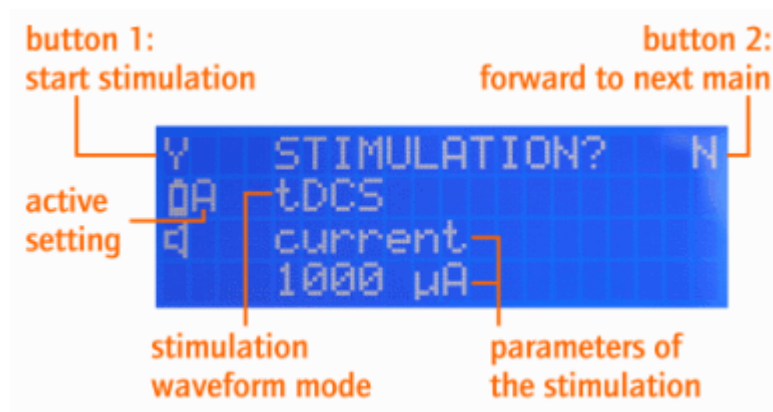 button 1:
start stimulation
button 2:
forward to next main
Y STIMULATION? N
A tDCS
current
1000 µA
active
setting
stimulation
waveform mode
parameters of
the stimulation